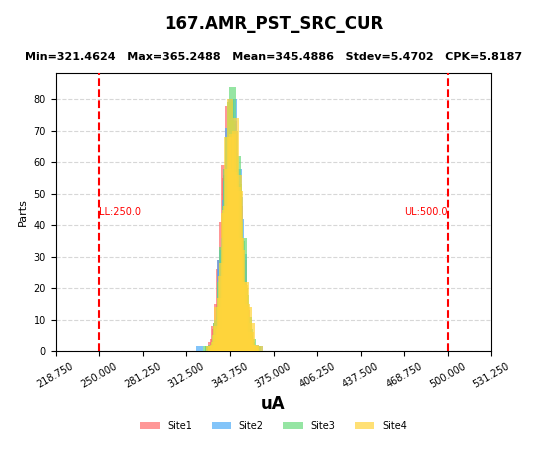 167.AMR_PST_SRC_CUR
Min=321.4624 Max=365.2488 Mean=345.4886 Stdev=5.4702 CPK=5.8187
80
70
60
50
40
30
20
10
0
Parts
LL:250.0
UL:500.0
218.750 250.000 281.250 312.500 343.750 375.000 406.250 437.500 468.750 500.000 531.250
uA
Site1 Site2 Site3 Site4